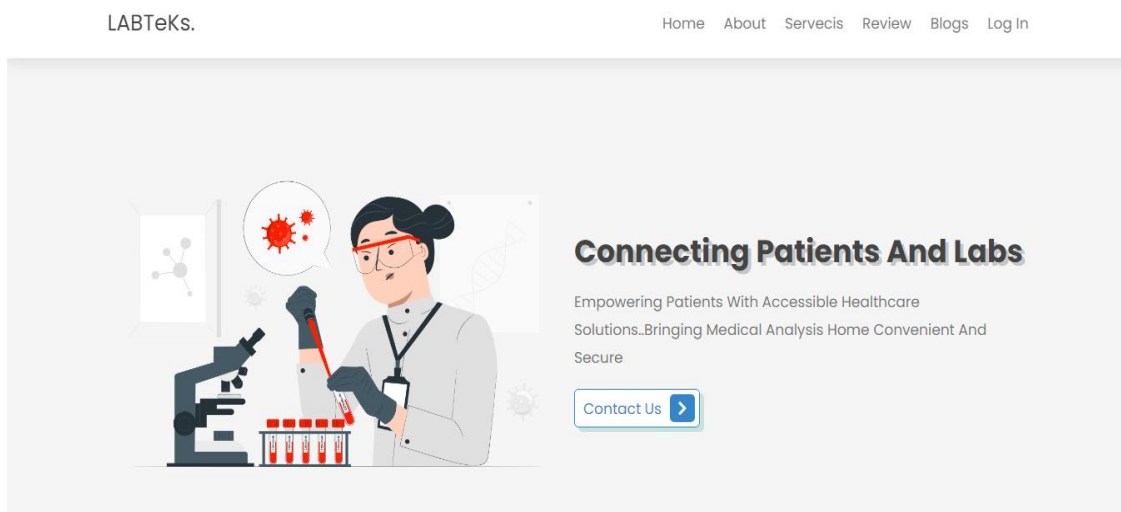 LABTeKs.
Home About Servecis Review Blogs Log In
Connecting Patients And Labs
Empowering Patients With Accessible Healthcare
Solutions..Bringing Medical Analysis Home Convenient And
Secure
Contact Us